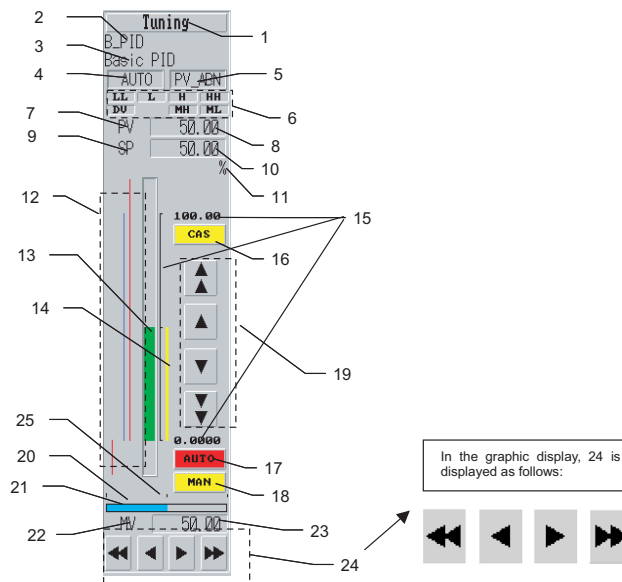 Tuning
1
2
B_PID
3
Basic PID
4
AUTO PV_ABN
5
LL L H HH
DV MH ML
6
7
PV 50.00
8
9
SP 50.00
10
%
11
12
100.00
15
CAS
16
13
14
19
25
0.0000
20
AUTO
17
21
MAN
18
22
MV 50.00
23
24
In the graphic display, 24 is
displayed as follows: